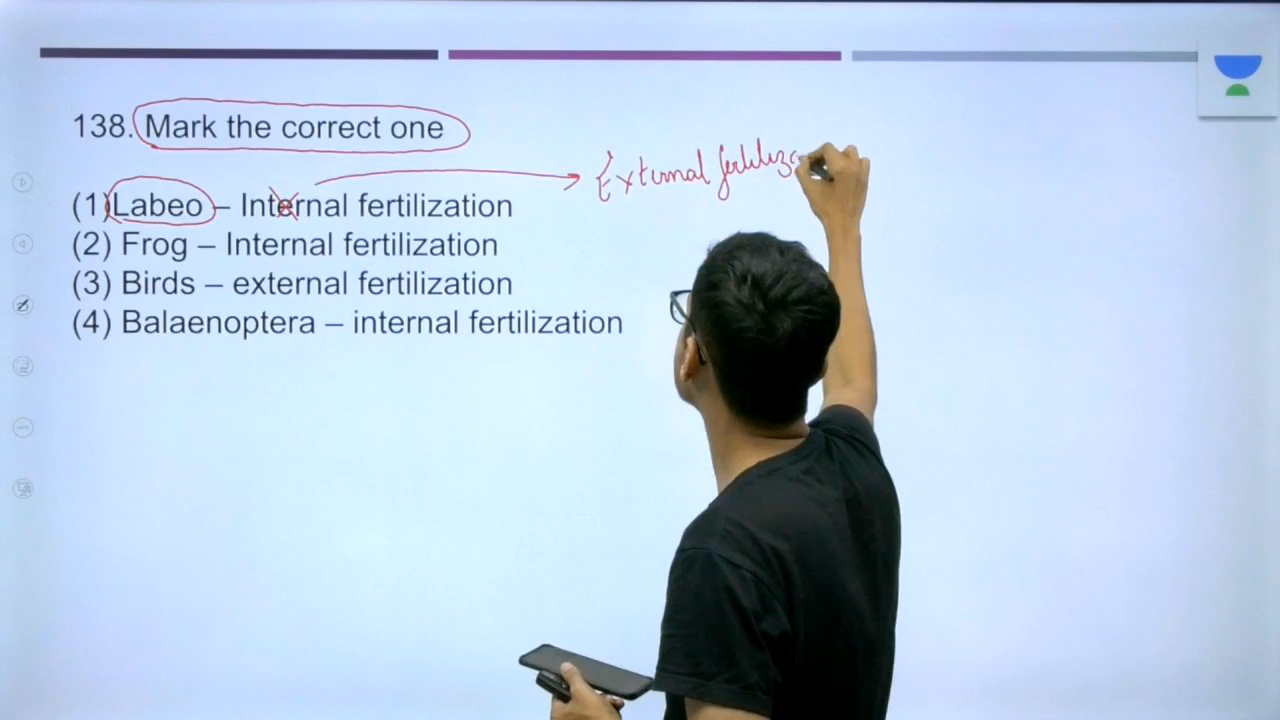 138. Mark the correct one
External fertiliza
(1) Labeo – Internal fertilization
(2) Frog – Internal fertilization
(3) Birds – external fertilization
(4) Balaenoptera – internal fertilization